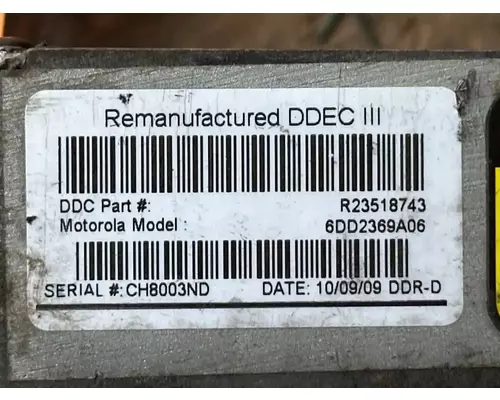 Remanufactured DDEC III
DDC Part #: R23518743
Motorola Model : 6DD2369A06
SERIAL #:CH8003ND DATE: 10/09/09 DDR-D